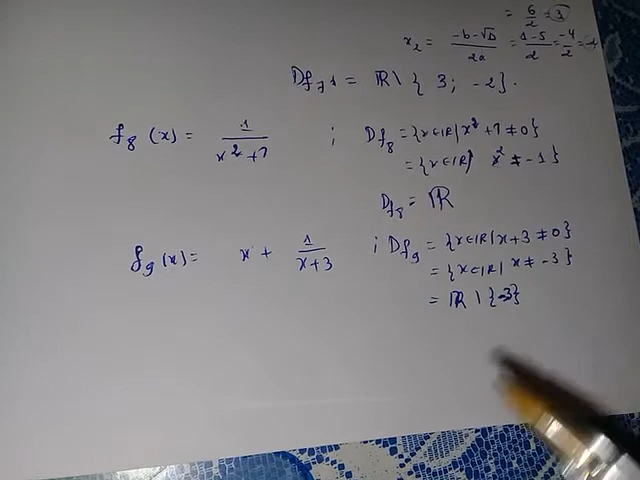 = 6/2 = 3
x₂ = (-b-√Δ)/2a = (1-5)/2 = -4/2 = -2
Df₇ = ℝ \ { 3; -2}.
f₈(x) = 1/(x²+1) ; Df₈ = {x∈ℝ| x²+1≠0}
= {x∈ℝ| x²≠-1}
Df₈ = ℝ
f₉(x) = x + 1/(x+3) ; Df₉ = {x∈ℝ| x+3≠0}
= {x∈ℝ| x≠-3}
= ℝ \ {-3}